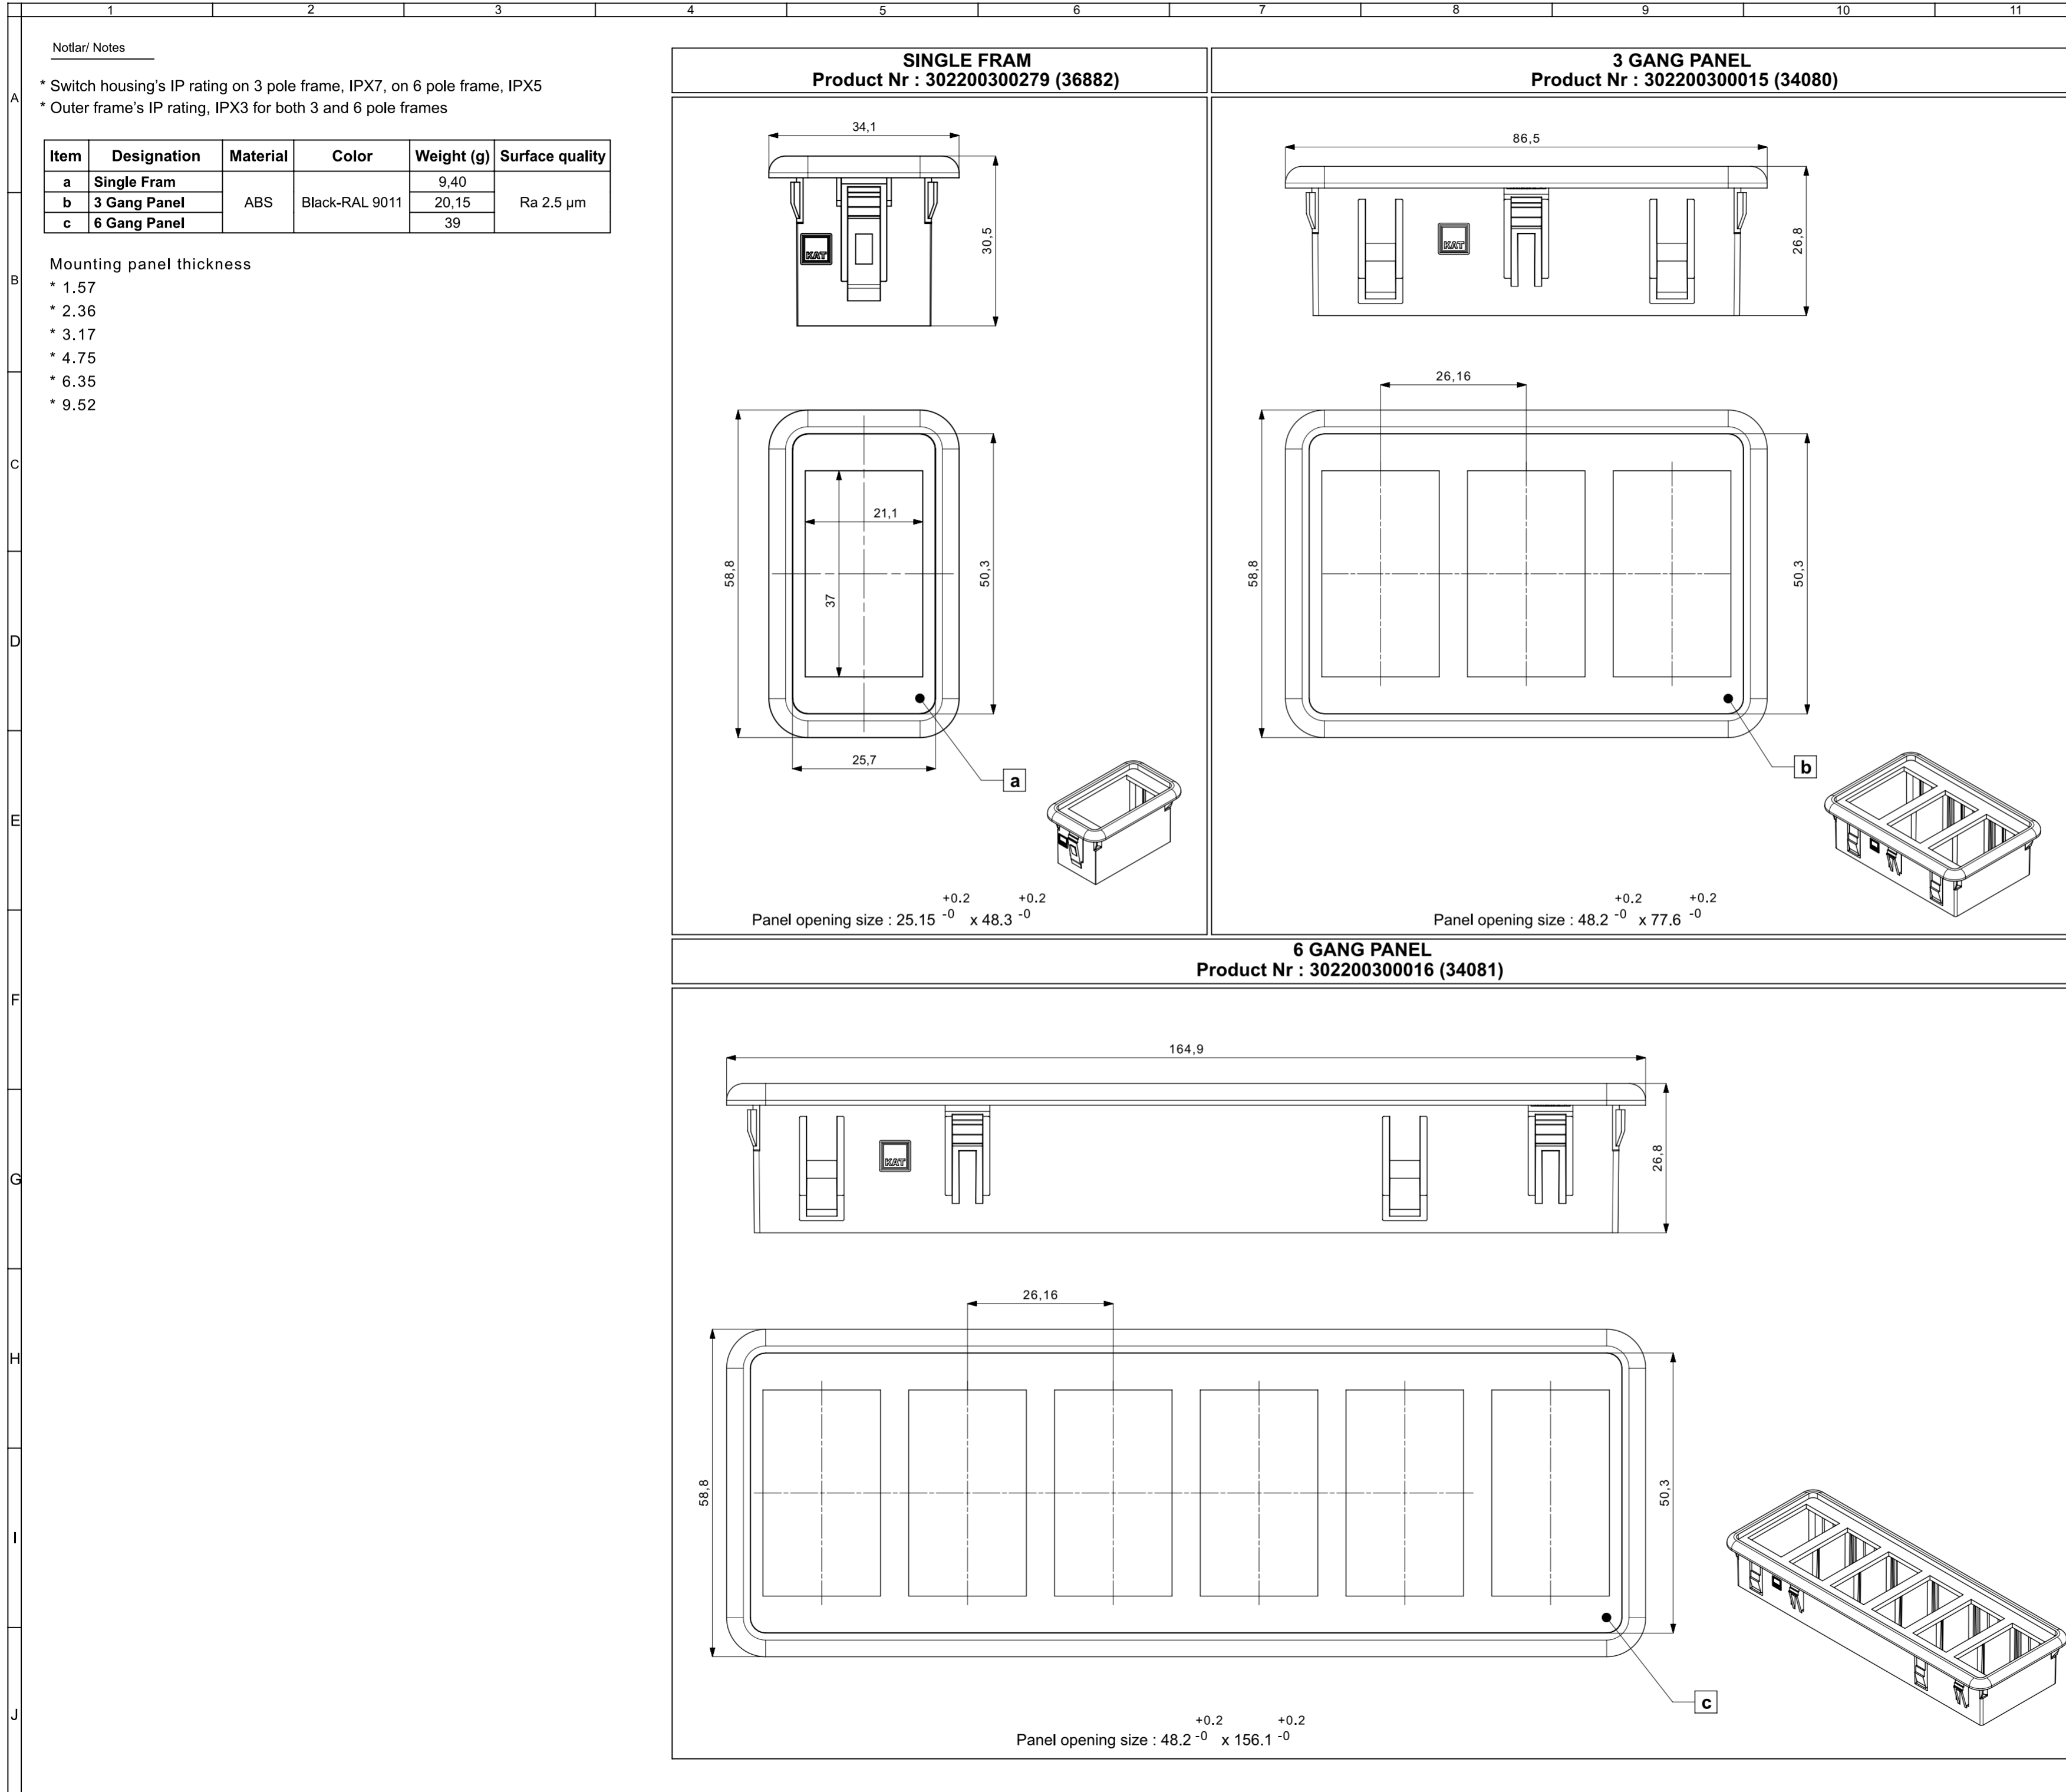 1 2 3 4 5 6 7 8 9 10 11
A
B
C
D
E
F
G
H
I
J
Notlar/ Notes
* Switch housing's IP rating on 3 pole frame, IPX7, on 6 pole frame, IPX5
* Outer frame's IP rating, IPX3 for both 3 and 6 pole frames
Item Designation Material Color Weight (g) Surface quality
a Single Fram 9,40
b 3 Gang Panel ABS Black-RAL 9011 20,15 Ra 2.5 µm
c 6 Gang Panel 39
Mounting panel thickness
* 1.57
* 2.36
* 3.17
* 4.75
* 6.35
* 9.52
SINGLE FRAM
Product Nr : 302200300279 (36882)
34,1
30,5
KAT
58,8
21,1
37
50,3
25,7
a
+0.2 +0.2
Panel opening size : 25.15 -0 x 48.3 -0
3 GANG PANEL
Product Nr : 302200300015 (34080)
86,5
26,8
KAT
26,16
58,8
50,3
b
+0.2 +0.2
Panel opening size : 48.2 -0 x 77.6 -0
6 GANG PANEL
Product Nr : 302200300016 (34081)
164,9
26,8
KAT
26,16
58,8
50,3
c
+0.2 +0.2
Panel opening size : 48.2 -0 x 156.1 -0